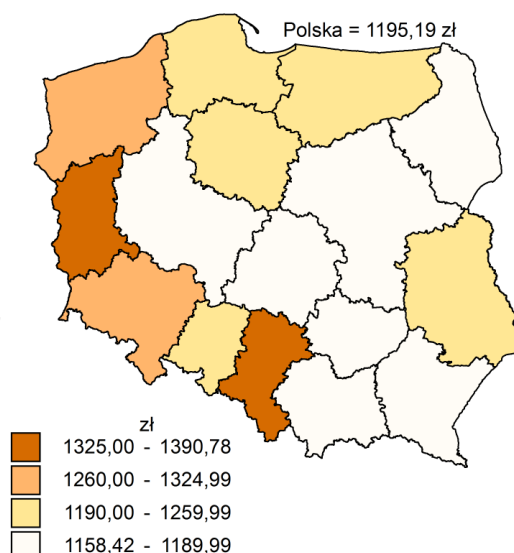 Polska = 1195,19 zł
zł
1325,00 - 1390,78
1260,00 - 1324,99
1190,00 - 1259,99
1158,42 - 1189,99